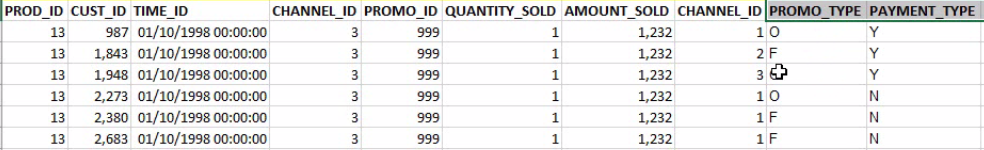 PROD_ID CUST_ID TIME_ID CHANNEL_ID PROMO_ID QUANTITY_SOLD AMOUNT_SOLD CHANNEL_ID PROMO_TYPE PAYMENT_TYPE
13 987 01/10/1998 00:00:00 3 999 1 1,232 1 O Y
13 1,843 01/10/1998 00:00:00 3 999 1 1,232 2 F Y
13 1,948 01/10/1998 00:00:00 3 999 1 1,232 3 Y
13 2,273 01/10/1998 00:00:00 3 999 1 1,232 1 O N
13 2,380 01/10/1998 00:00:00 3 999 1 1,232 1 F N
13 2,683 01/10/1998 00:00:00 3 999 1 1,232 1 F N